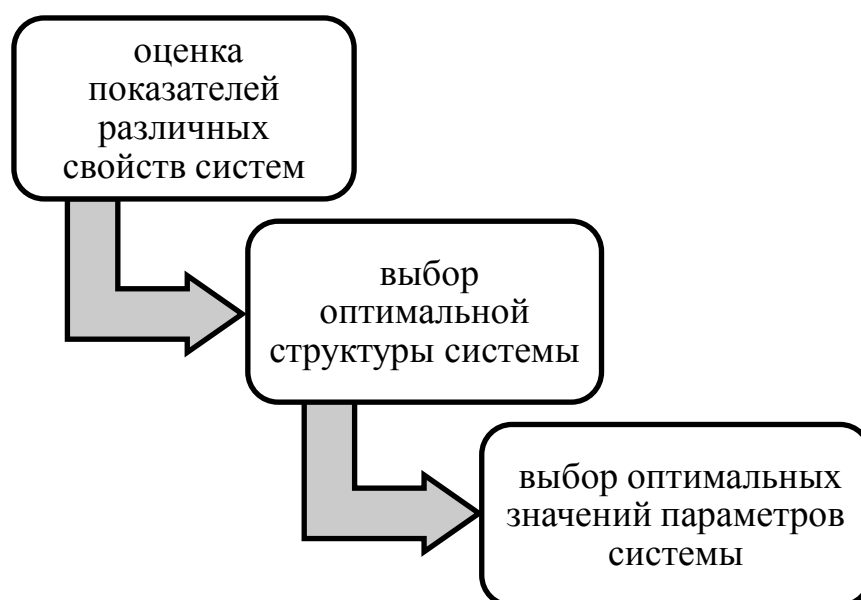 оценка
показателей
различных
свойств систем
выбор
оптимальной
структуры системы
выбор оптимальных
значений параметров
системы